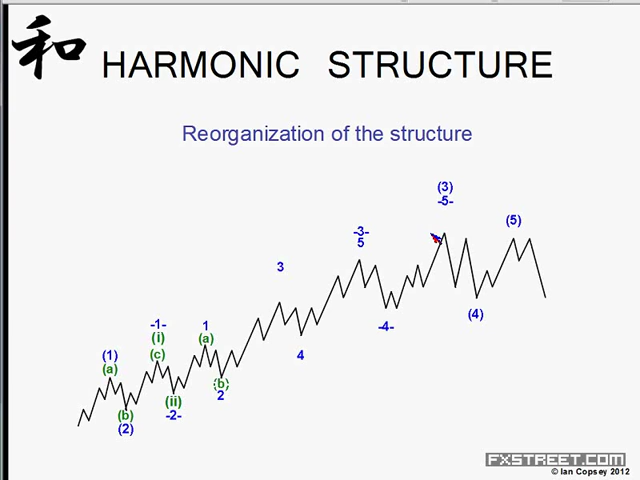 和 HARMONIC STRUCTURE
Reorganization of the structure
(3)
-5-
(5)
-3-
5
3
(4)
-4-
-1-
1
(i)
(a)
4
(1)
(c)
(a)
(b)
2
(ii)
-2-
(b)
(2)
FXSTREET.COM
© Ian Copsey 2012